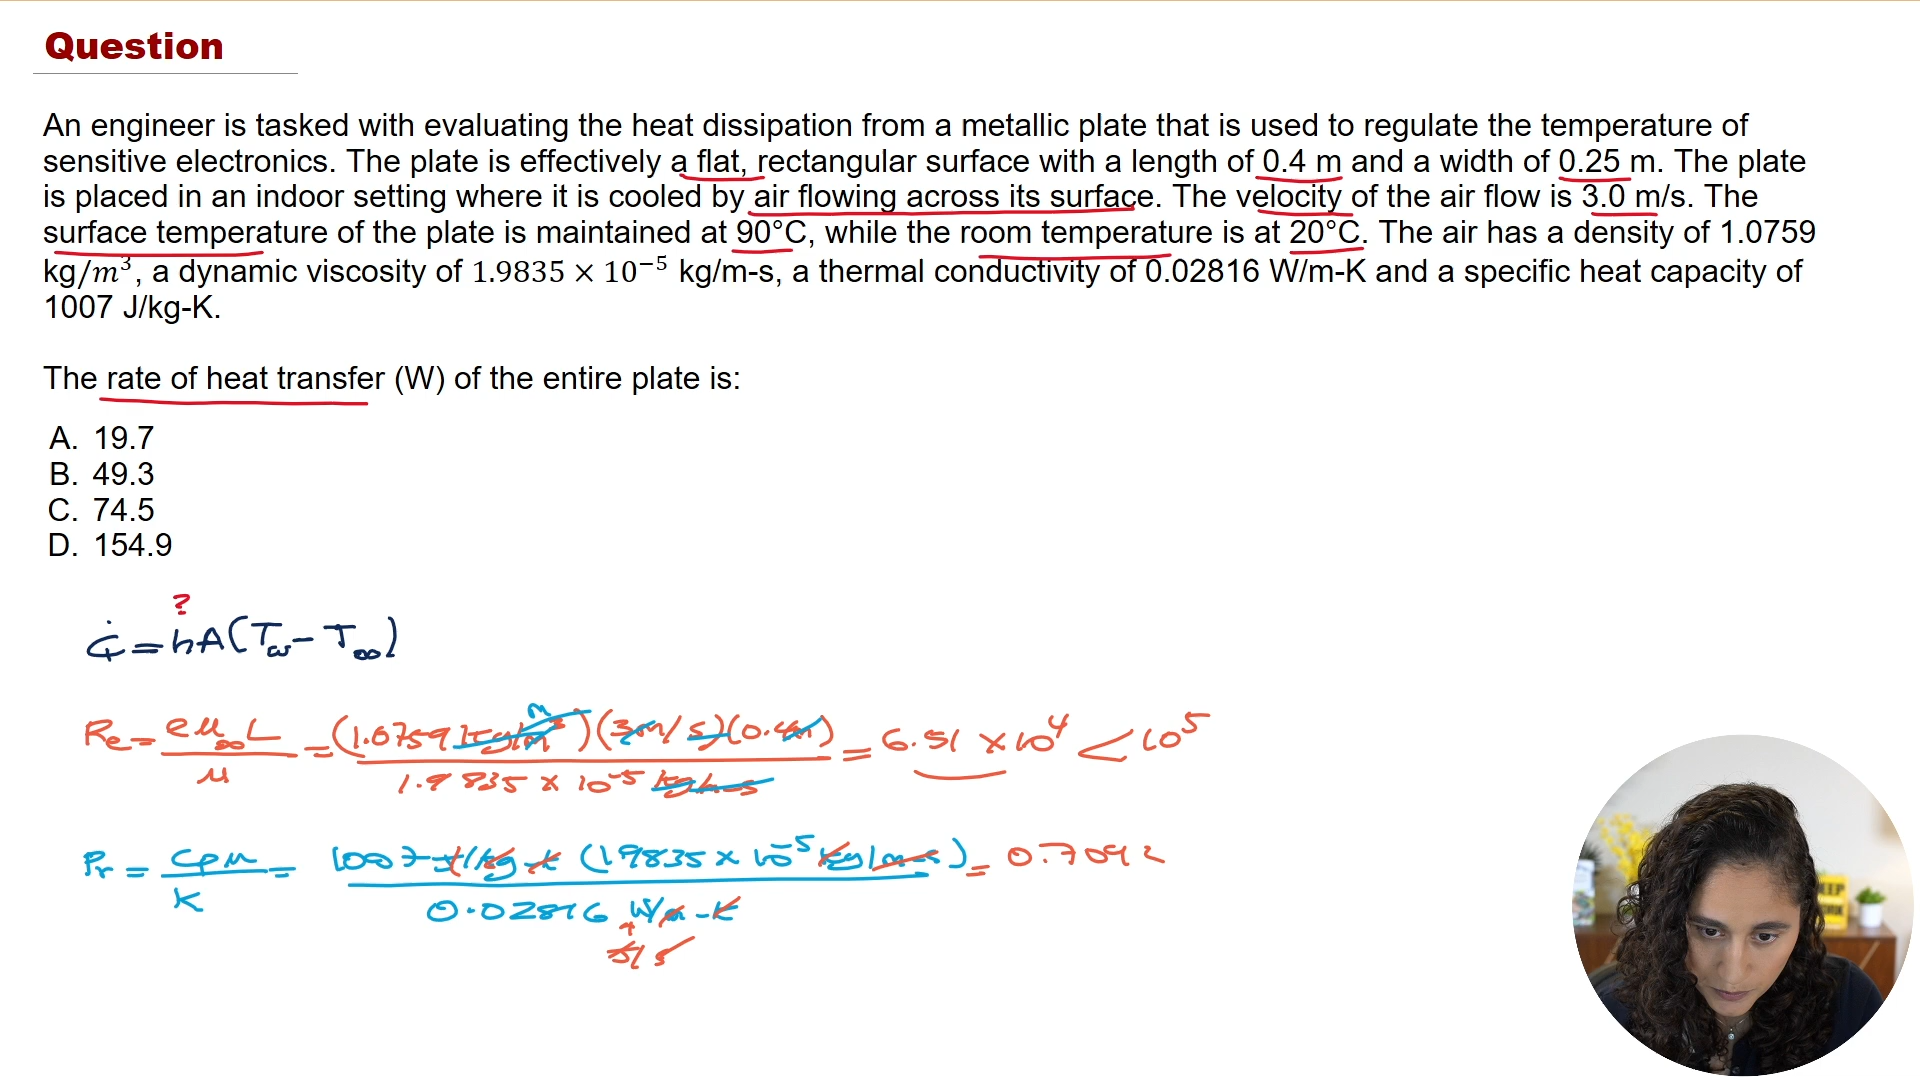 Question
An engineer is tasked with evaluating the heat dissipation from a metallic plate that is used to regulate the temperature of
sensitive electronics. The plate is effectively a flat, rectangular surface with a length of 0.4 m and a width of 0.25 m. The plate
is placed in an indoor setting where it is cooled by air flowing across its surface. The velocity of the air flow is 3.0 m/s. The
surface temperature of the plate is maintained at 90°C, while the room temperature is at 20°C. The air has a density of 1.0759
kg/m³, a dynamic viscosity of 1.9835 × 10⁻⁵ kg/m-s, a thermal conductivity of 0.02816 W/m-K and a specific heat capacity of
1007 J/kg-K.
The rate of heat transfer (W) of the entire plate is:
A. 19.7
B. 49.3
C. 74.5
D. 154.9
?
q̇ = hA(Tω - T∞)
Re = ρu∞L / μ = (1.0759 kg/m³)(3m/s)(0.4m) / 1.9835 × 10⁻⁵ kg/m-s = 6.51 × 10⁴ < 10⁵
Pr = Cpμ / K = 1007 J/kg-K (1.9835 × 10⁻⁵ kg/m-s) / 0.02816 W/m-K = 0.7092
J/s
KEEP
WORK